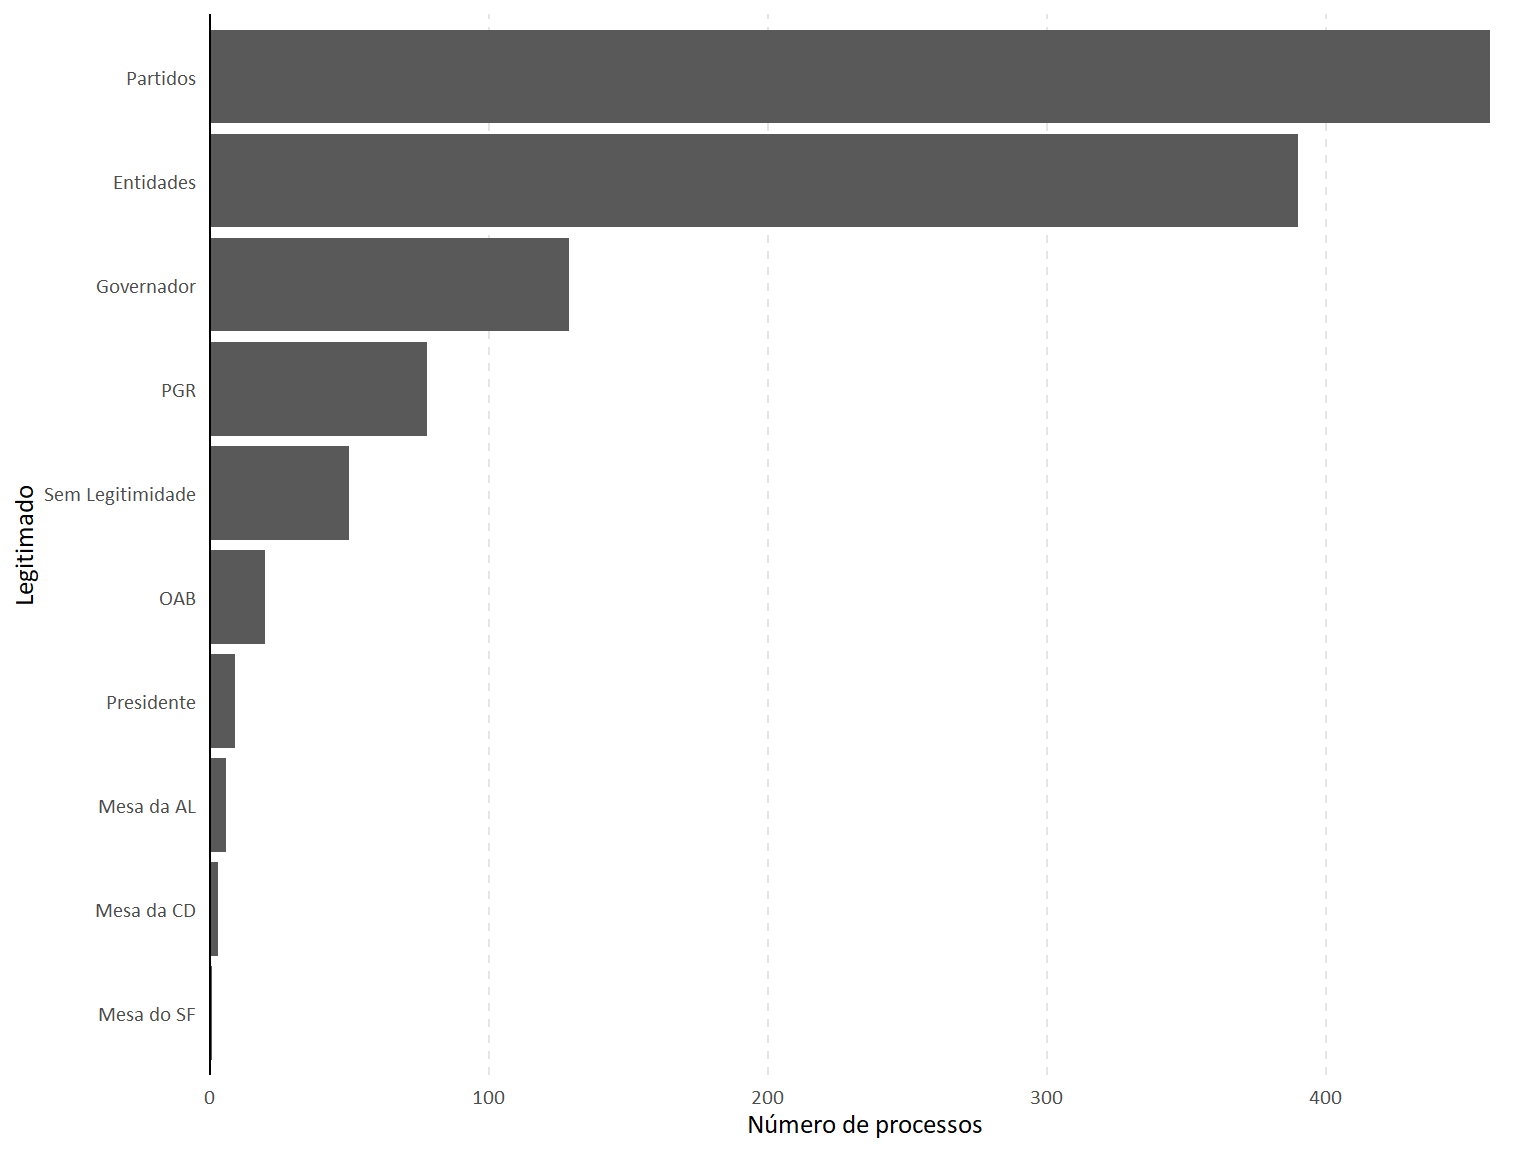 Partidos
Entidades
Governador
PGR
Sem Legitimidade
OAB
Presidente
Mesa da AL
Mesa da CD
Mesa do SF
Legitimado
0 100 200 300 400
Número de processos